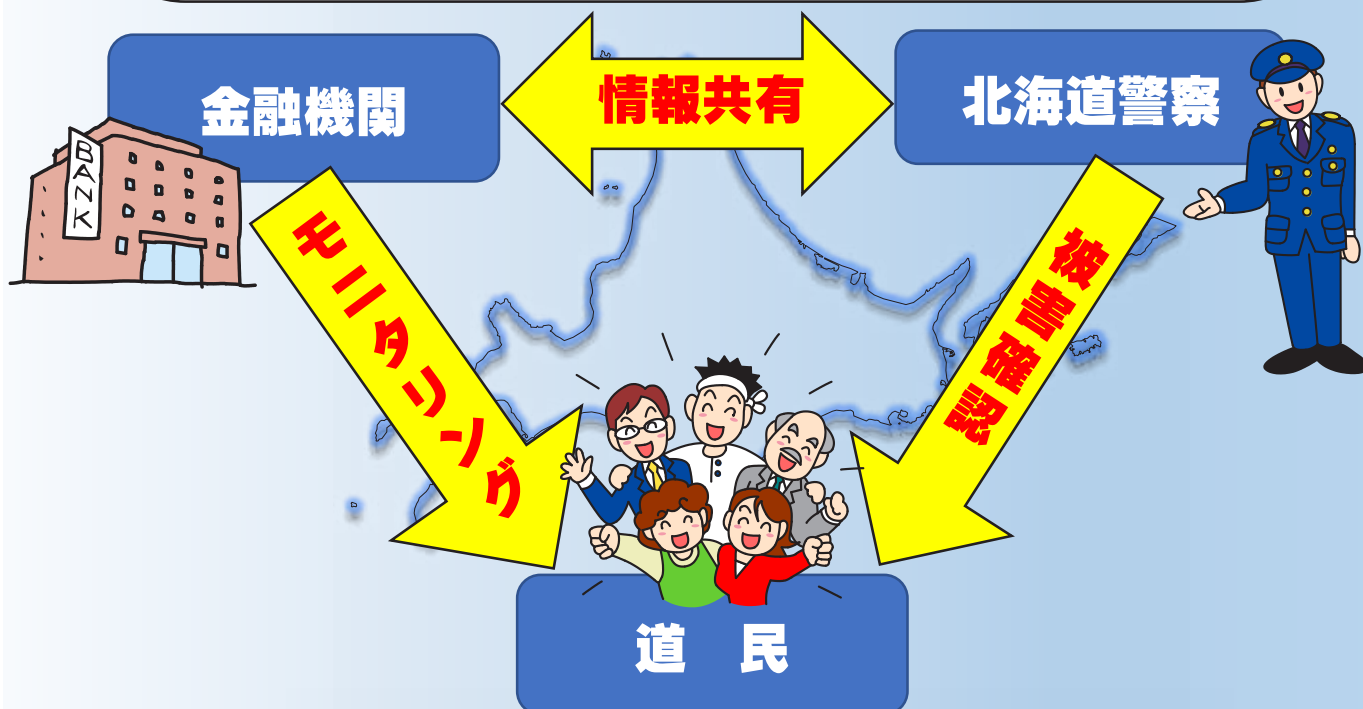 金融機関
情報共有
北海道警察
BANK
モニタリング
被害確認
道 民